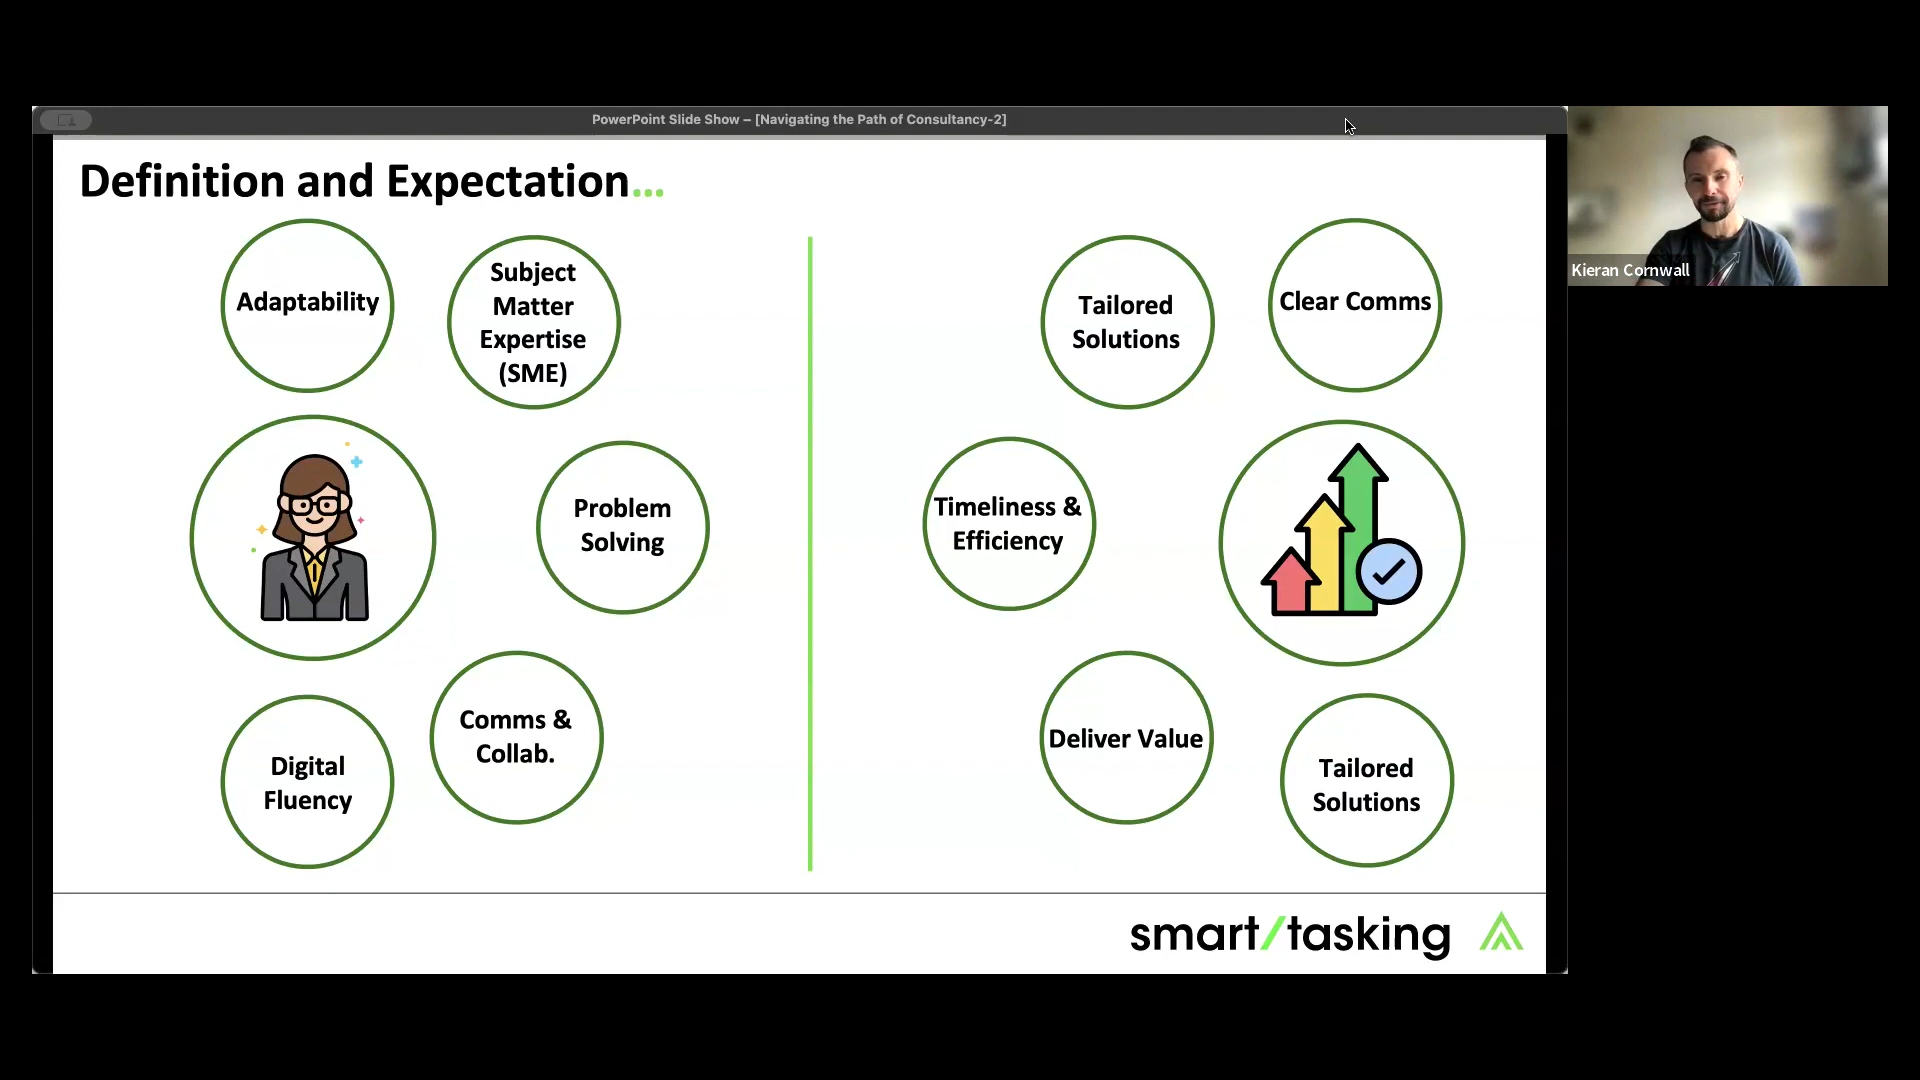 PowerPoint Slide Show – [Navigating the Path of Consultancy-2]
Kieran Cornwall
Definition and Expectation...
Adaptability
Subject
Matter
Expertise
(SME)
Problem
Solving
Comms &
Collab.
Digital
Fluency
Tailored
Solutions
Clear Comms
Timeliness &
Efficiency
Deliver Value
Tailored
Solutions
smart/tasking